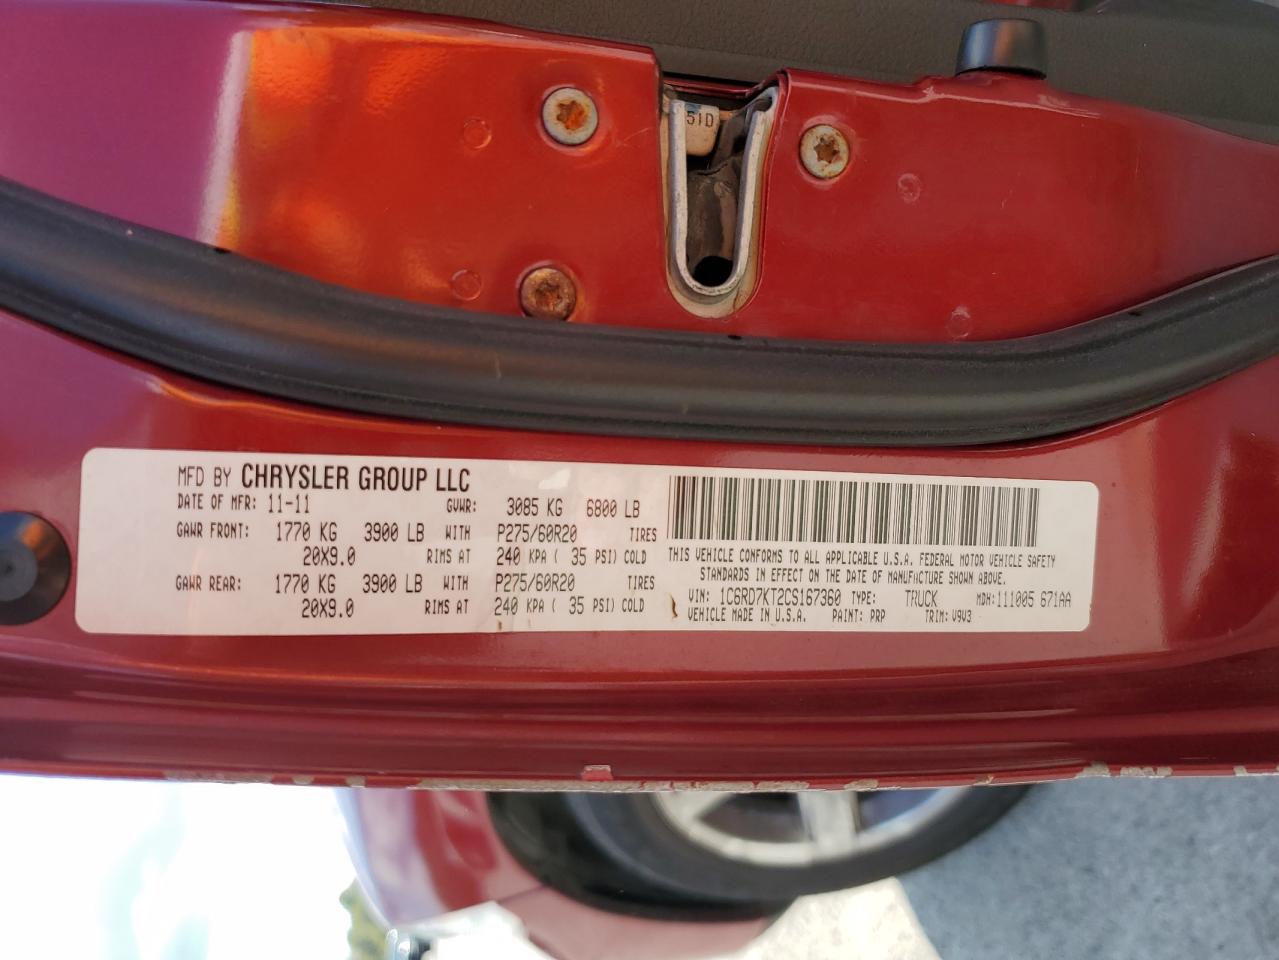 51D
MFD BY CHRYSLER GROUP LLC
DATE OF MFR: 11-11 GVWR: 3085 KG 6800 LB
GAWR FRONT: 1770 KG 3900 LB WITH P275/60R20 TIRES
20X9.0 RIMS AT 240 KPA ( 35 PSI) COLD
GAWR REAR: 1770 KG 3900 LB WITH P275/60R20 TIRES
20X9.0 RIMS AT 240 KPA ( 35 PSI) COLD
THIS VEHICLE CONFORMS TO ALL APPLICABLE U.S.A. FEDERAL MOTOR VEHICLE SAFETY
STANDARDS IN EFFECT ON THE DATE OF MANUFACTURE SHOWN ABOVE.
VIN: 1C6RD7KT2CS167360 TYPE: TRUCK MDH:111005 671AA
VEHICLE MADE IN U.S.A. PAINT: PRP TRIM: V9V3